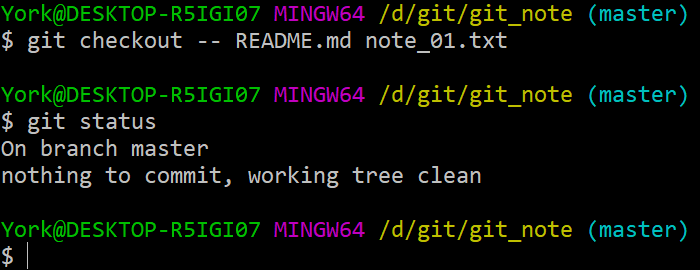 York@DESKTOP-R5IGI07 MINGW64 /d/git/git_note (master)
$ git checkout -- README.md note_01.txt
York@DESKTOP-R5IGI07 MINGW64 /d/git/git_note (master)
$ git status
On branch master
nothing to commit, working tree clean
York@DESKTOP-R5IGI07 MINGW64 /d/git/git_note (master)
$